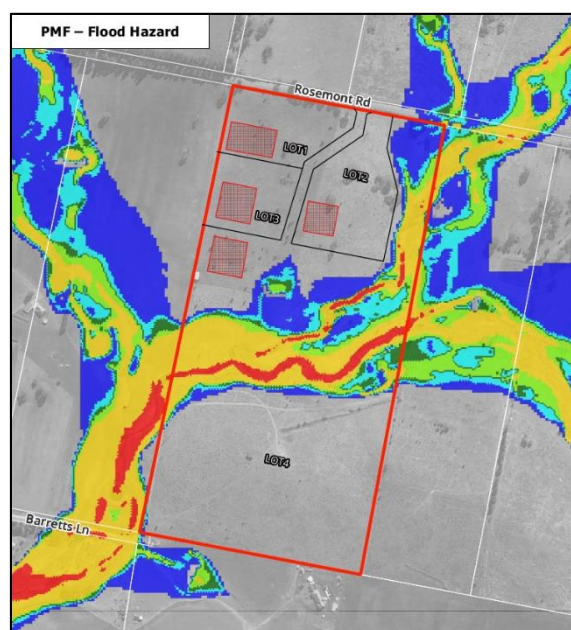 PMF – Flood Hazard
Rosemont Rd
LOT1
LOT2
LOT3
LOT4
Barretts Ln